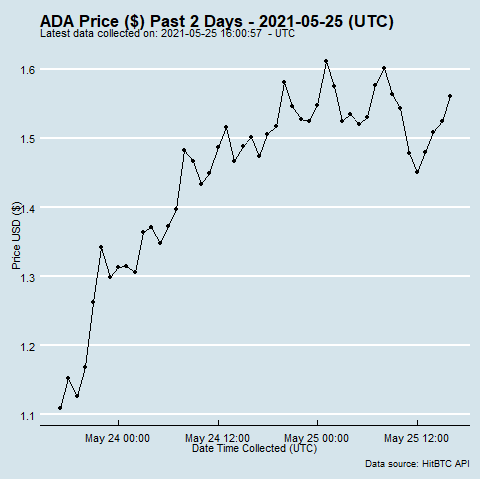 ADA Price ($) Past 2 Days - 2021-05-25 (UTC)
Latest data collected on: 2021-05-25 16:00:57 - UTC
Price USD ($)
1.6
1.5
1.4
1.3
1.2
1.1
May 24 00:00
May 24 12:00
May 25 00:00
May 25 12:00
Date Time Collected (UTC)
Data source: HitBTC API